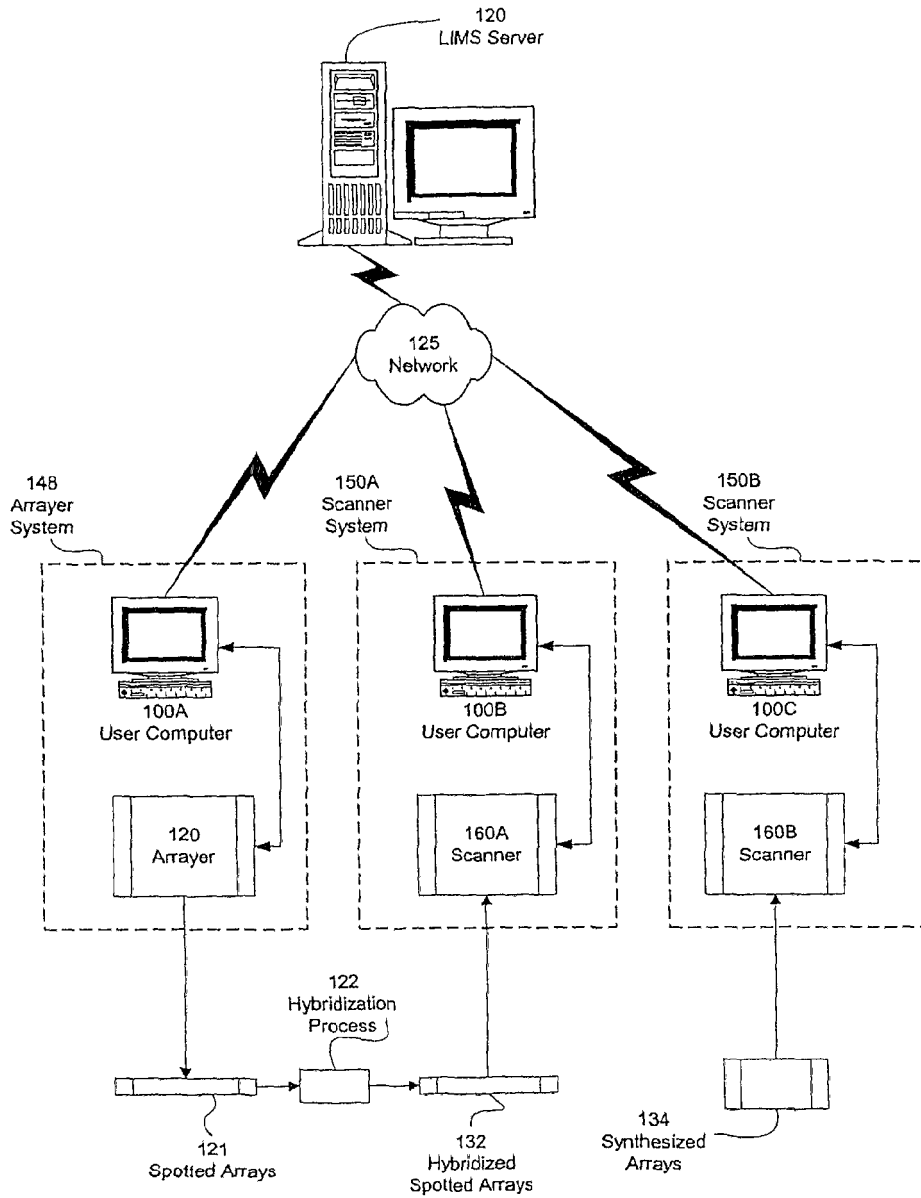 120
LIMS Server
125
Network
148
Arrayer
System
150A
Scanner
System
150B
Scanner
System
100A
User Computer
100B
User Computer
100C
User Computer
120
Arrayer
160A
Scanner
160B
Scanner
122
Hybridization
Process
121
Spotted Arrays
132
Hybridized
Spotted Arrays
134
Synthesized
Arrays